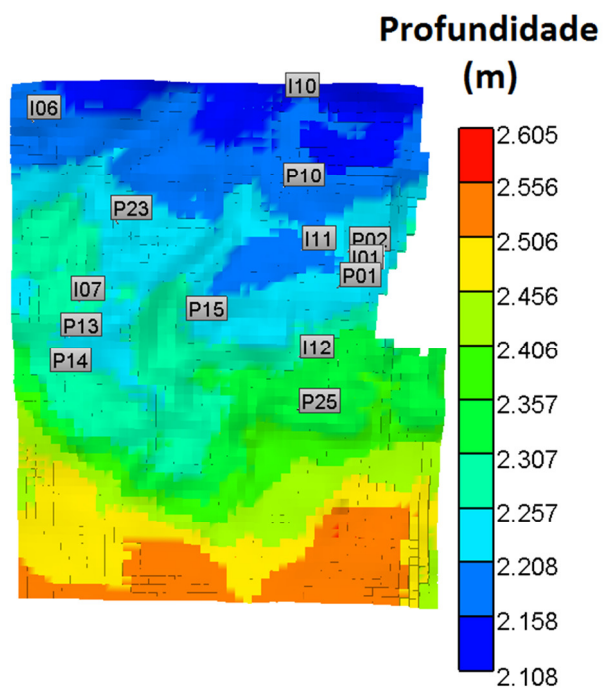 Profundidade
(m)
I10
I06
P10
P23
I11
P02
I01
P01
I07
P15
P13
I12
P14
P25
2.605
2.556
2.506
2.456
2.406
2.357
2.307
2.257
2.208
2.158
2.108